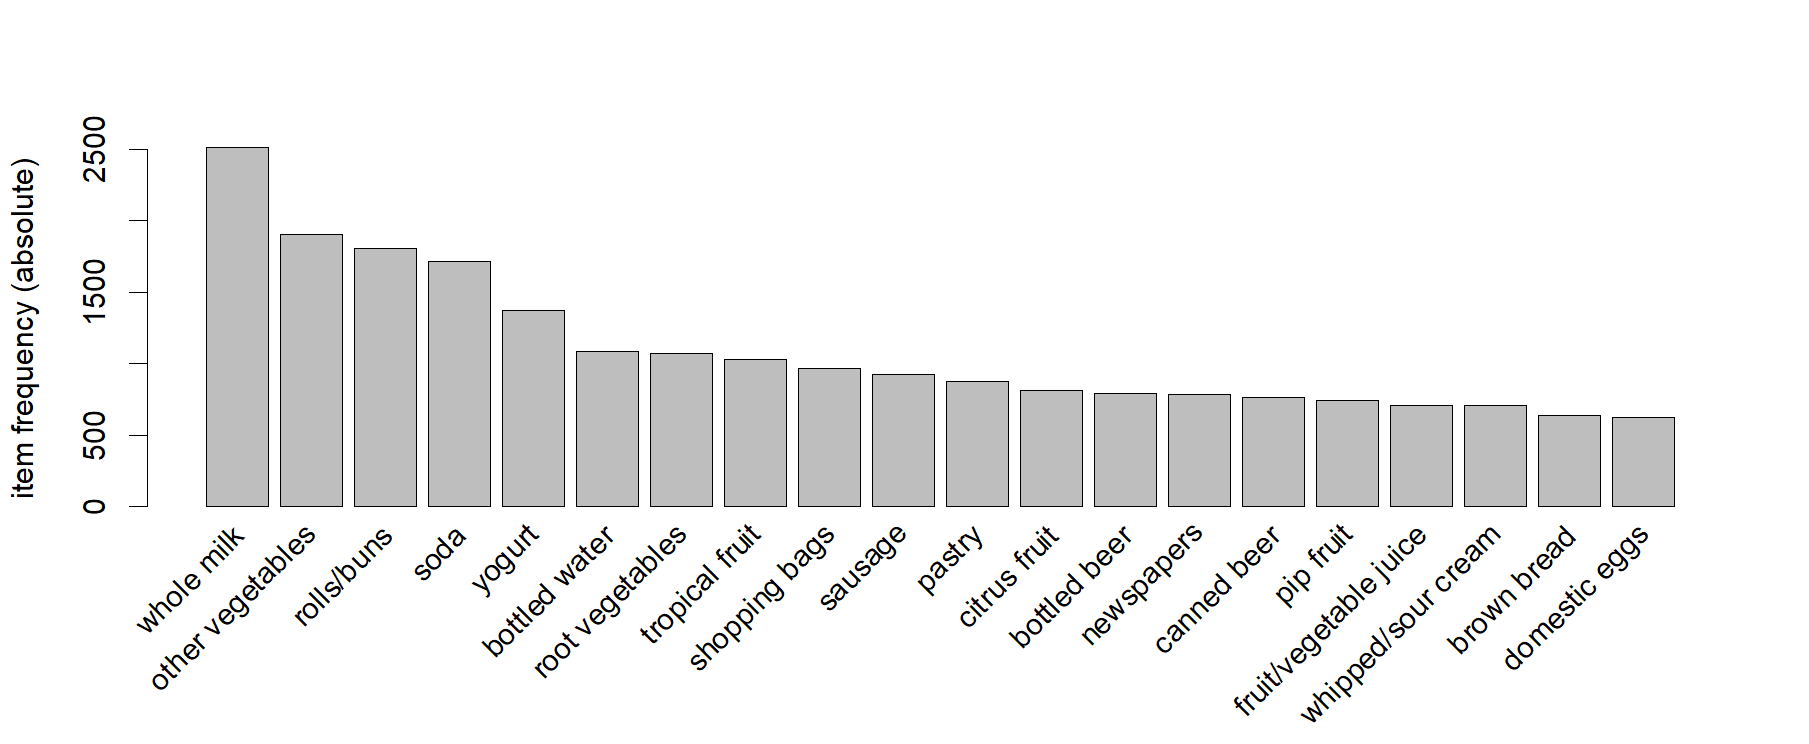 item frequency (absolute)
2500
1500
500
0
whole milk
other vegetables
rolls/buns
soda
yogurt
bottled water
root vegetables
tropical fruit
shopping bags
sausage
pastry
citrus fruit
bottled beer
newspapers
canned beer
pip fruit
fruit/vegetable juice
whipped/sour cream
brown bread
domestic eggs